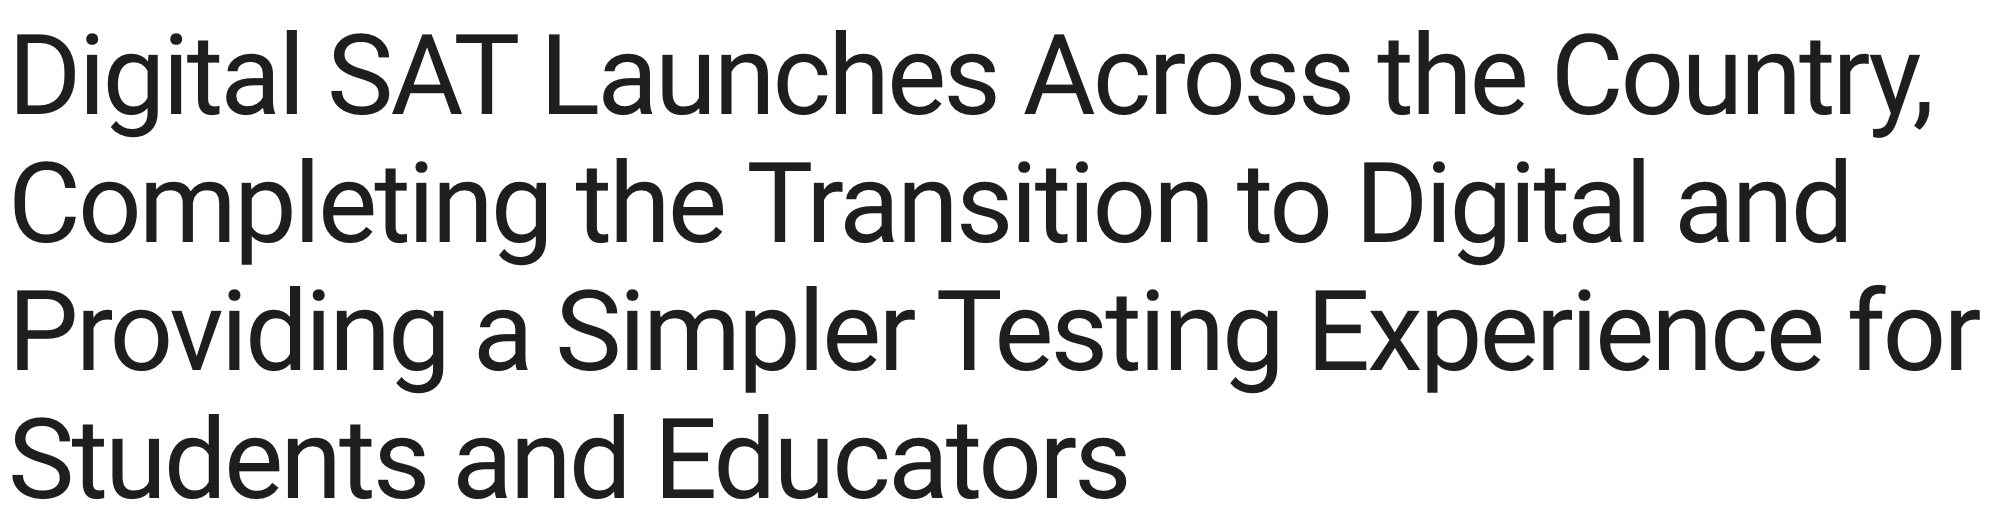 Digital SAT Launches Across the Country,
Completing the Transition to Digital and
Providing a Simpler Testing Experience for
Students and Educators